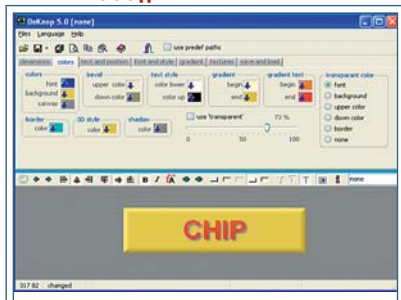 DeKnop 5.0 [none]
Files Language Help
use predef paths
dimensions colors text and position font and style gradient textures save and load
colors bevel text style gradient gradient text transparant color
font upper color color lower begin begin font
background down color color up end end background
canvas upper color
border 3D style shadow use 'transparent' 73 % down color
color color color border
0 50 100 none
B I none
CHIP
317 82 changed